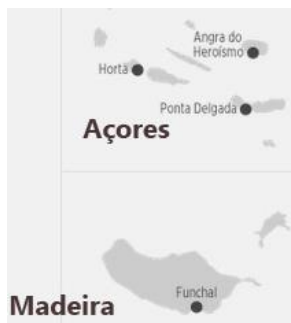 Angra do
Heroísmo
Horta
Ponta Delgada
Açores
Funchal
Madeira